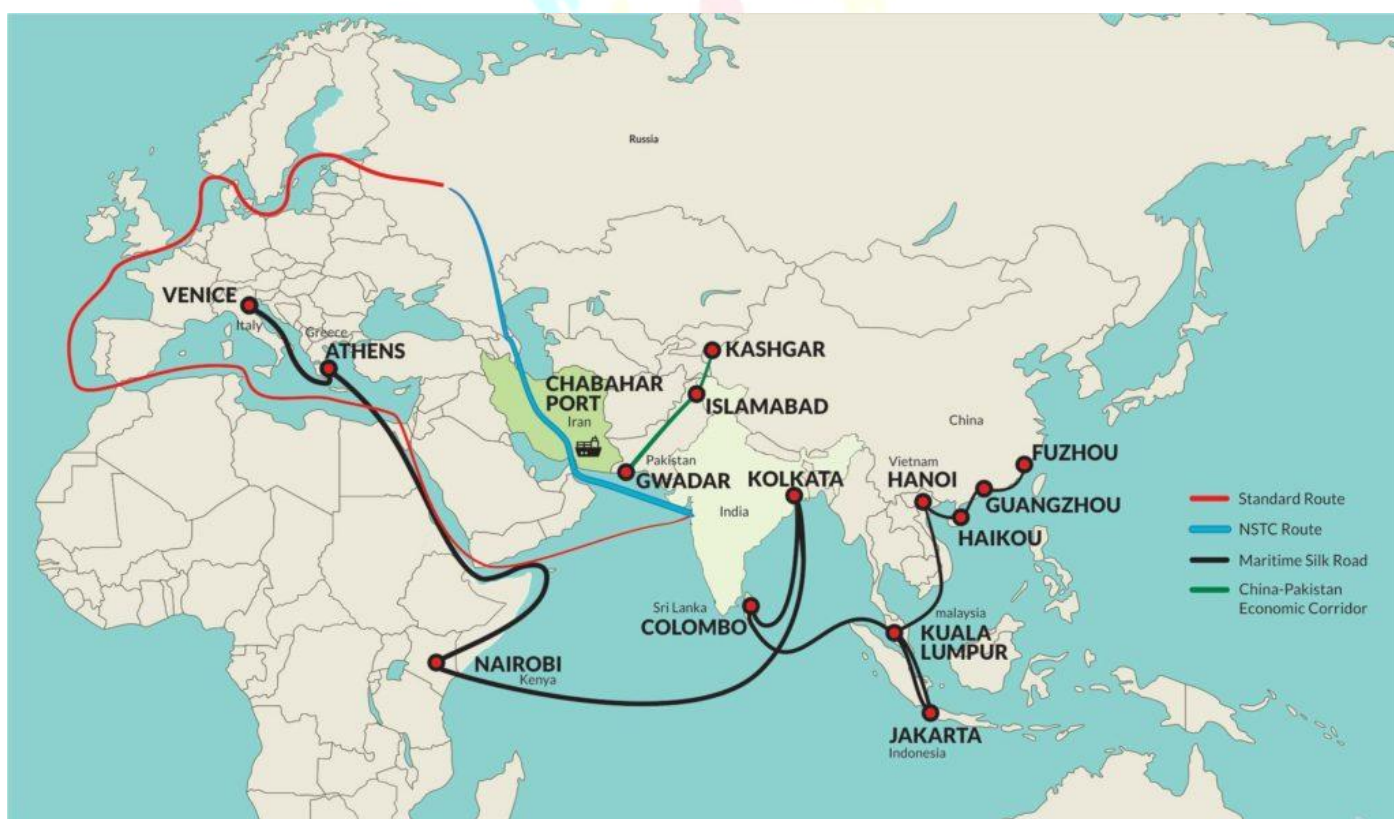 Russia
VENICE
Italy
Greece
ATHENS
CHABAHAR
PORT
Iran
KASHGAR
ISLAMABAD
Pakistan
GWADAR
KOLKATA
India
China
Vietnam
HANOI
FUZHOU
GUANGZHOU
HAIKOU
Sri Lanka
COLOMBO
malaysia
KUALA
LUMPUR
NAIROBI
Kenya
JAKARTA
Indonesia
Standard Route
NSTC Route
Maritime Silk Road
China-Pakistan
Economic Corridor